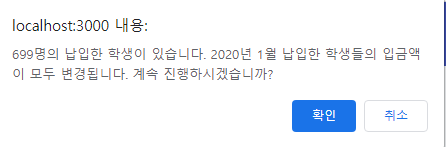 localhost:3000 내용:
699명의 납입한 학생이 있습니다. 2020년 1월 납입한 학생들의 입금액
이 모두 변경됩니다. 계속 진행하시겠습니까?
확인
취소